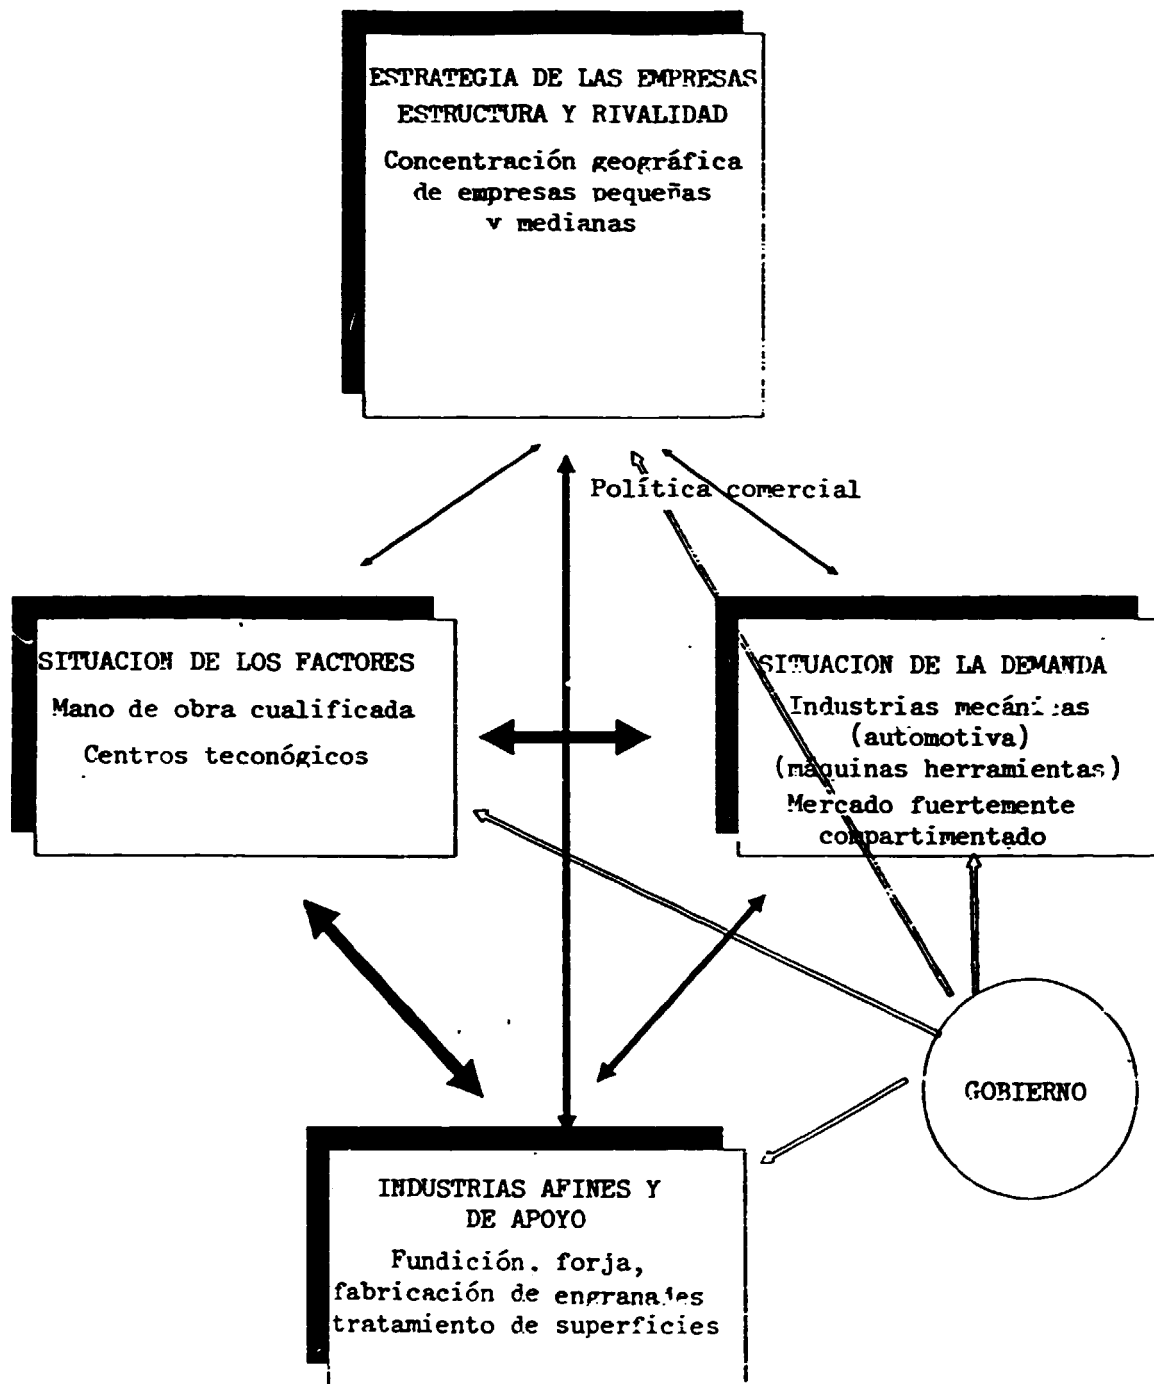 ESTRATEGIA DE LAS EMPRESAS
ESTRUCTURA Y RIVALIDAD
Concentración geográfica
de empresas pequeñas
y medianas
Política comercial
SITUACION DE LOS FACTORES
Mano de obra cualificada
Centros teconógicos
SITUACION DE LA DEMANDA
Industrias mecánicas
(automotiva)
(máquinas herramientas)
Mercado fuertemente
compartimentado
GOBIERNO
INDUSTRIAS AFINES Y
DE APOYO
Fundición, forja,
fabricación de engranajes
tratamiento de superficies